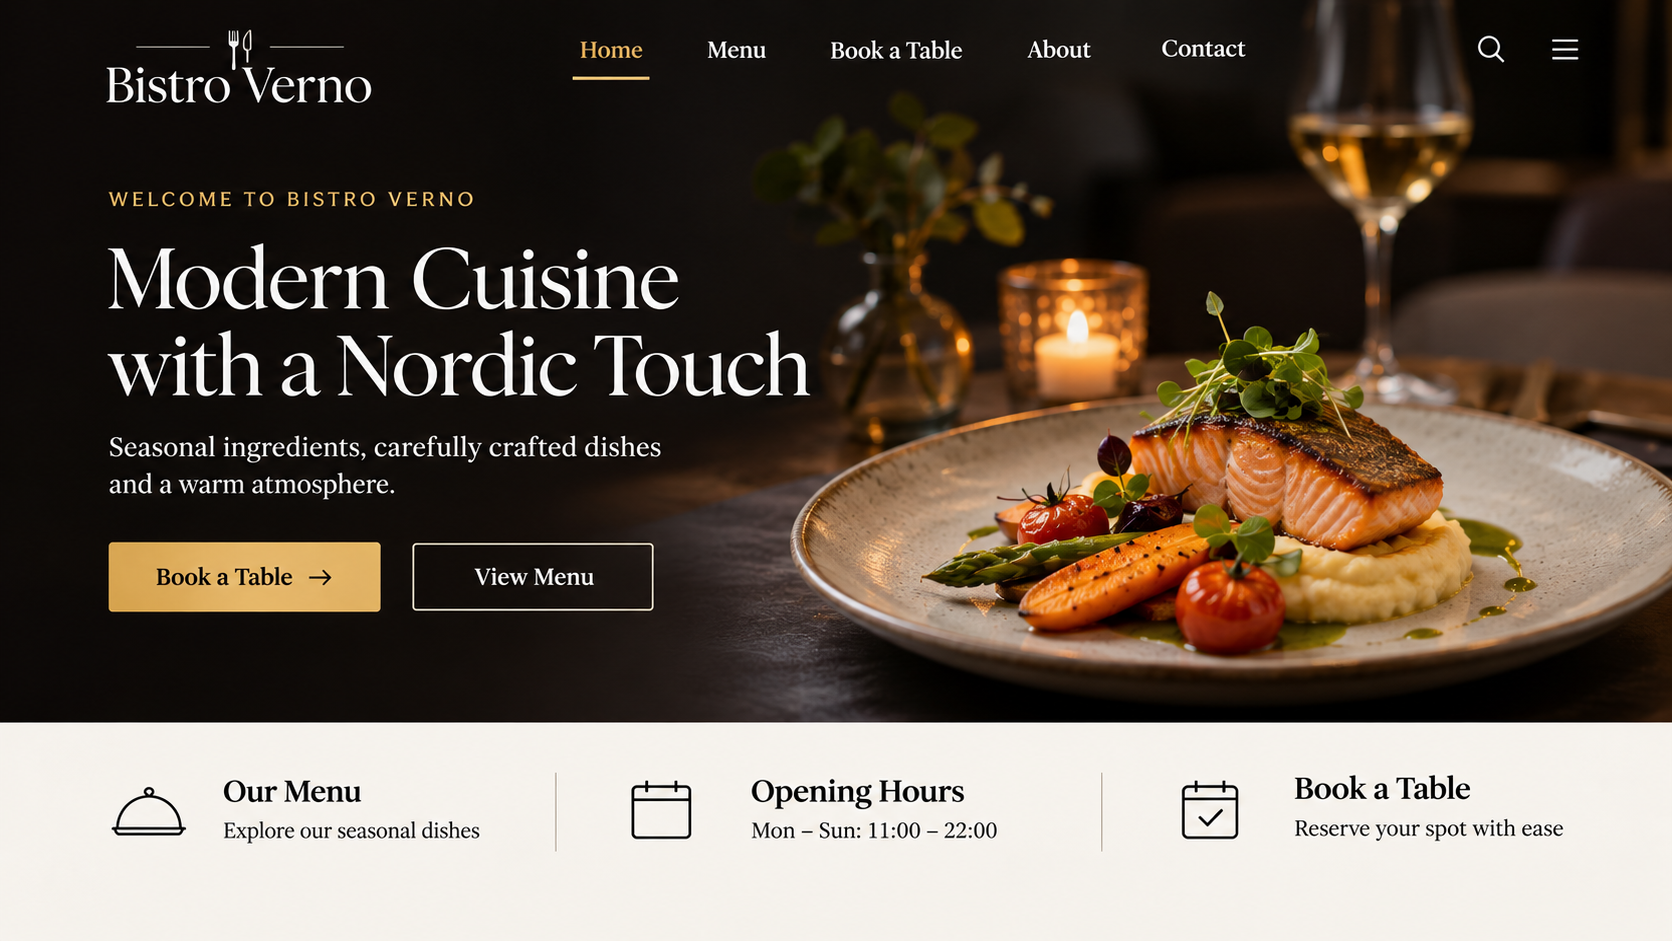 Bistro Verno
Home
Menu
Book a Table
About
Contact
WELCOME TO BISTRO VERNO
Modern Cuisine
with a Nordic Touch
Seasonal ingredients, carefully crafted dishes
and a warm atmosphere.
Book a Table →
View Menu
Our Menu
Explore our seasonal dishes
Opening Hours
Mon – Sun: 11:00 – 22:00
Book a Table
Reserve your spot with ease